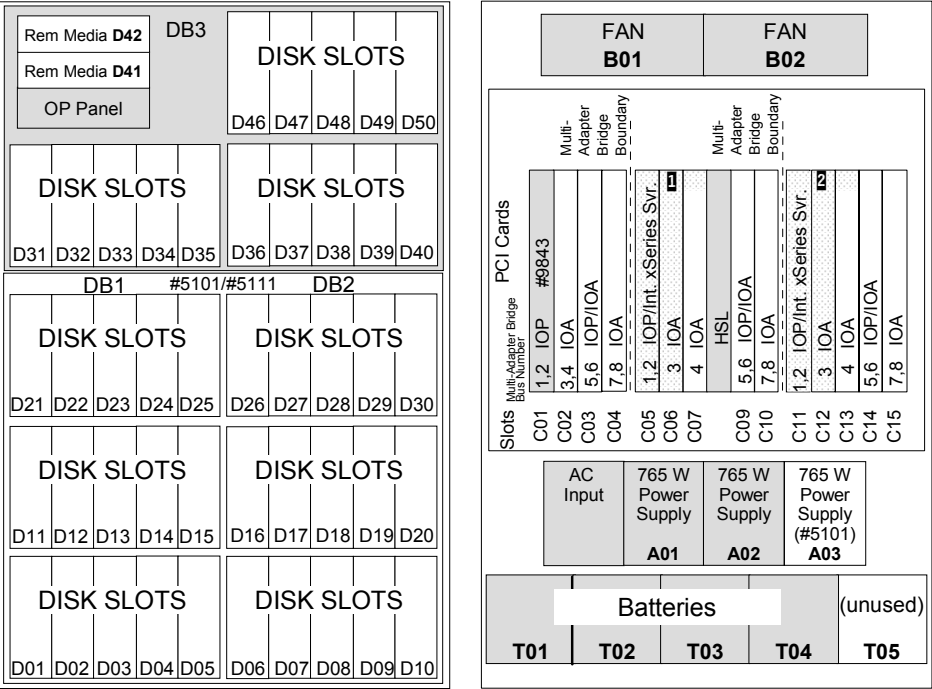 Rem Media D42
Rem Media D41
OP Panel
DB3
DISK SLOTS
D46 D47 D48 D49 D50
DISK SLOTS
D31 D32 D33 D34 D35
DISK SLOTS
D36 D37 D38 D39 D40
DB1 #5101/#5111 DB2
DISK SLOTS
D21 D22 D23 D24 D25
DISK SLOTS
D26 D27 D28 D29 D30
DISK SLOTS
D11 D12 D13 D14 D15
DISK SLOTS
D16 D17 D18 D19 D20
DISK SLOTS
D01 D02 D03 D04 D05
DISK SLOTS
D06 D07 D08 D09 D10
FAN
B01
FAN
B02
Multi-
Adapter
Bridge
Boundary
Multi-
Adapter
Bridge
Boundary
PCI Cards
Multi-Adapter Bridge
Bus Number
Slots
C01 1,2 IOP #9843
C02 3,4 IOA
C03 5,6 IOP/IOA
C04 7,8 IOA
C05 1,2 IOP/Int. xSeries Svr.
C06 3 IOA 1
C07 4 IOA
HSL
C09 5,6 IOP/IOA
C10 7,8 IOA
C11 1,2 IOP/Int. xSeries Svr.
C12 3 IOA 2
C13 4 IOA
C14 5,6 IOP/IOA
C15 7,8 IOA
AC
Input
765 W
Power
Supply
A01
765 W
Power
Supply
A02
765 W
Power
Supply
(#5101)
A03
Batteries
(unused)
T01 T02 T03 T04 T05